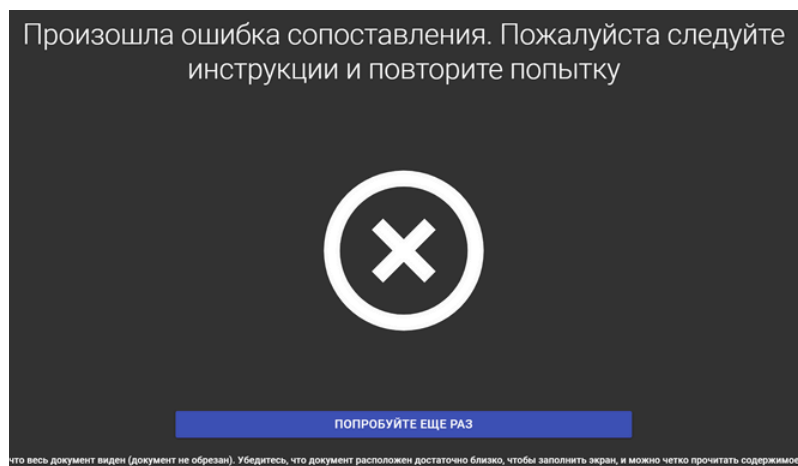 Произошла ошибка сопоставления. Пожалуйста следуйте
инструкции и повторите попытку
ПОПРОБУЙТЕ ЕЩЕ РАЗ
что весь документ виден (документ не обрезан). Убедитесь, что документ расположен достаточно близко, чтобы заполнить экран, и можно четко прочитать содержимое